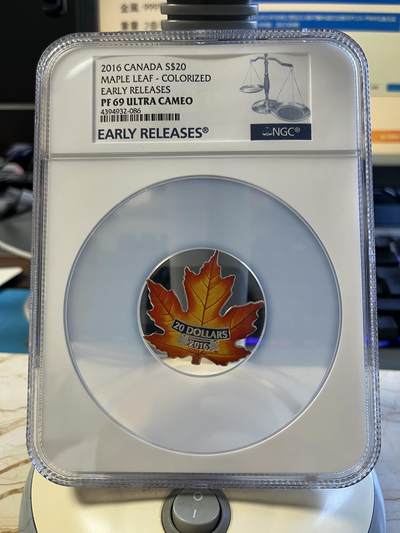 2016 CANADA S$20
MAPLE LEAF - COLORIZED
EARLY RELEASES
PF 69 ULTRA CAMEO
4394932-086
EARLY RELEASES®
NGC®
20 DOLLARS
2016